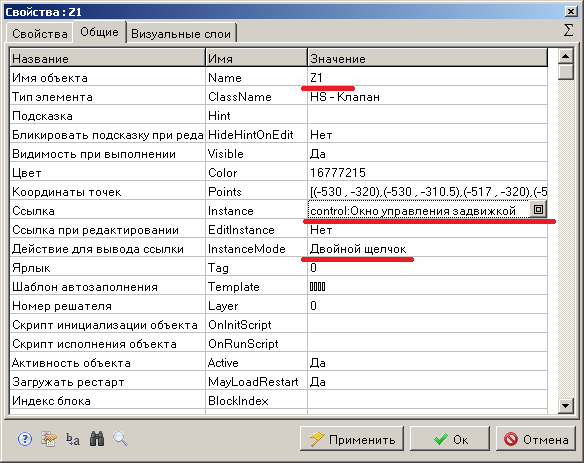 Свойства : Z1
Свойства Общие Визуальные слои Σ
Название Имя Значение
Имя объекта Name Z1
Тип элемента ClassName HS - Клапан
Подсказка Hint
Бликировать подсказку при реда HideHintOnEdit Нет
Видимость при выполнении Visible Да
Цвет Color 16777215
Координаты точек Points [(-530 , -320),(-530 , -310.5),(-517 , -320),(-5
Ссылка Instance control:Окно управления задвижкой
Ссылка при редактировании EditInstance Нет
Действие для вывода ссылки InstanceMode Двойной щелчок
Ярлык Tag 0
Шаблон автозаполнения Template
Номер решателя Layer 0
Скрипт инициализации объекта OnInitScript
Скрипт исполнения объекта OnRunScript
Активность объекта Active Да
Загружать рестарт MayLoadRestart Да
Индекс блока BlockIndex
Применить Ok Отмена